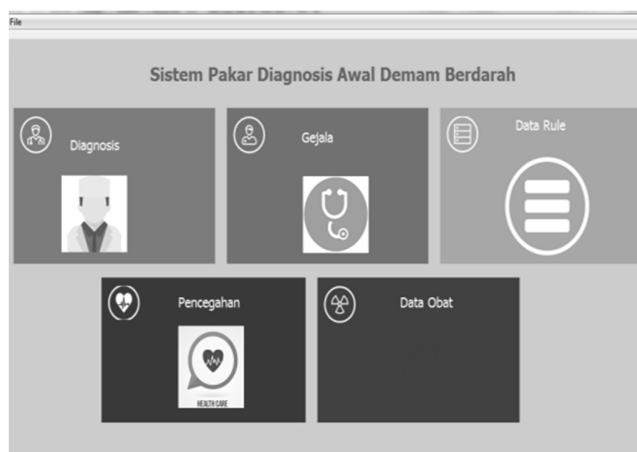 File
Sistem Pakar Diagnosis Awal Demam Berdarah
Diagnosis
Gejala
Data Rule
Pencegahan
HEALTH CARE
Data Obat